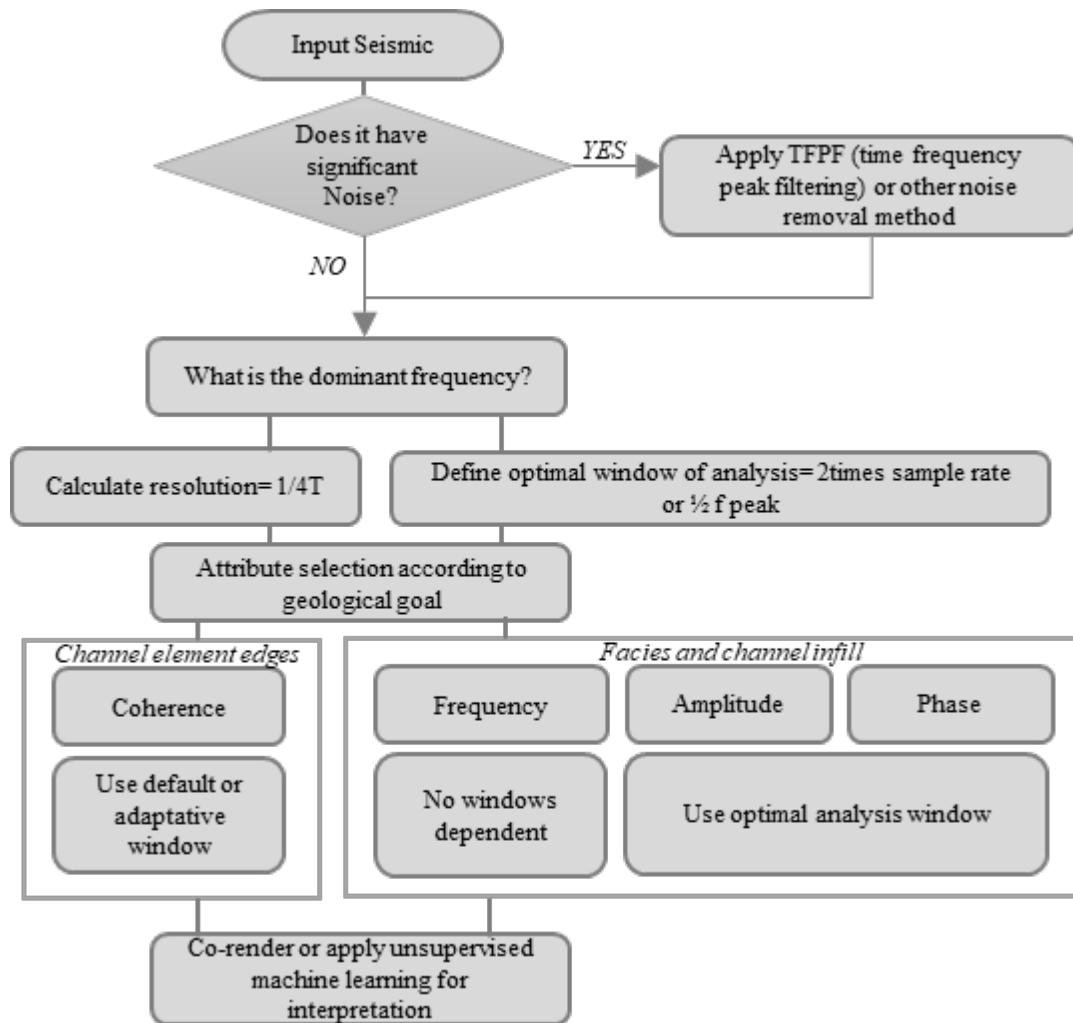 Input Seismic
Does it have
significant
Noise?
YES
Apply TFPF (time frequency
peak filtering) or other noise
removal method
NO
What is the dominant frequency?
Calculate resolution= 1/4T
Define optimal window of analysis= 2times sample rate
or ½ f peak
Attribute selection according to
geological goal
Channel element edges
Coherence
Use default or
adaptative
window
Facies and channel infill
Frequency
Amplitude
Phase
No windows
dependent
Use optimal analysis window
Co-render or apply unsupervised
machine learning for
interpretation